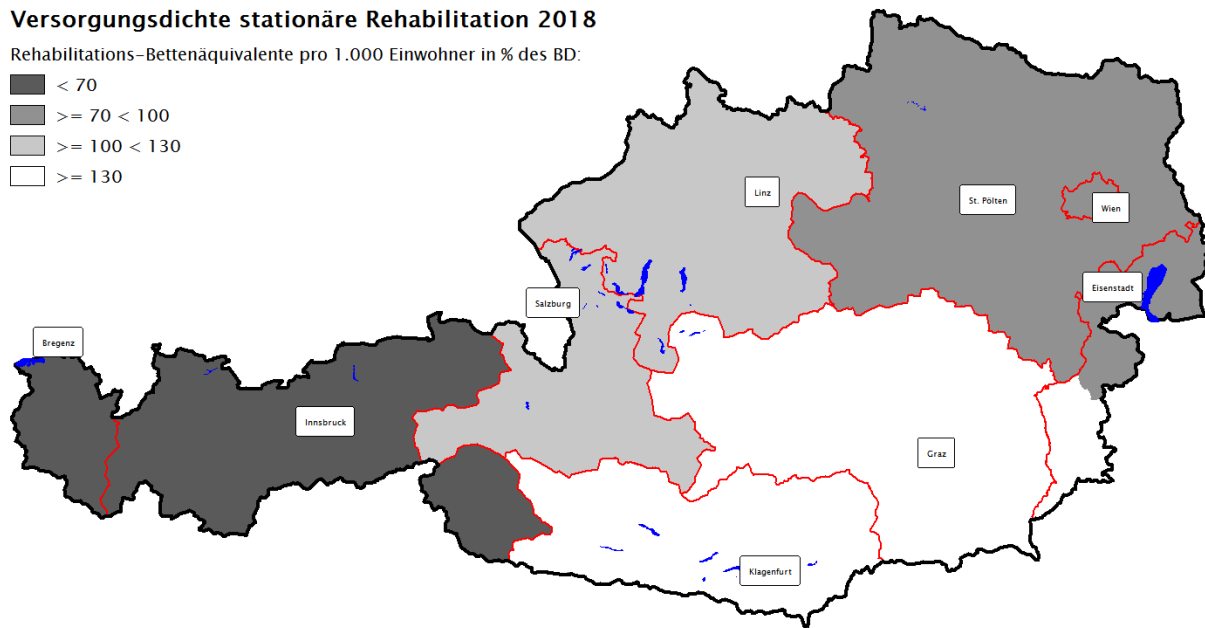 Versorgungsdichte stationäre Rehabilitation 2018
Rehabilitations-Bettenäquivalente pro 1.000 Einwohner in % des BD:
< 70
>= 70 < 100
>= 100 < 130
>= 130
Linz
St. Pölten
Wien
Eisenstadt
Salzburg
Bregenz
Innsbruck
Graz
Klagenfurt